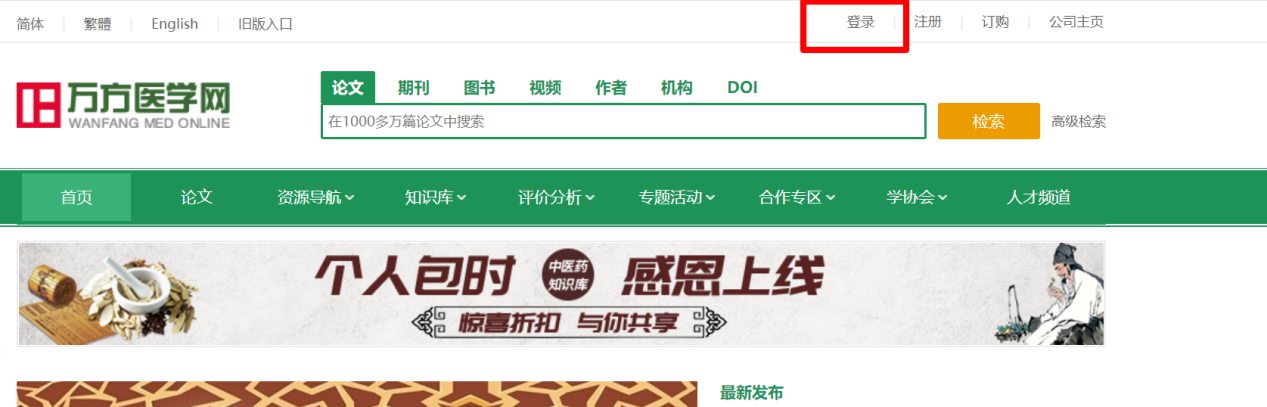 简体 繁體 English 旧版入口 登录 注册 订购 公司主页
论文 期刊 图书 视频 作者 机构 DOI
万方医学网
WANFANG MED ONLINE
在1000多万篇论文中搜索 检索 高级检索
首页 论文 资源导航 知识库 评价分析 专题活动 合作专区 学协会 人才频道
个人包时 中医药知识库 感恩上线
惊喜折扣 与你共享
最新发布